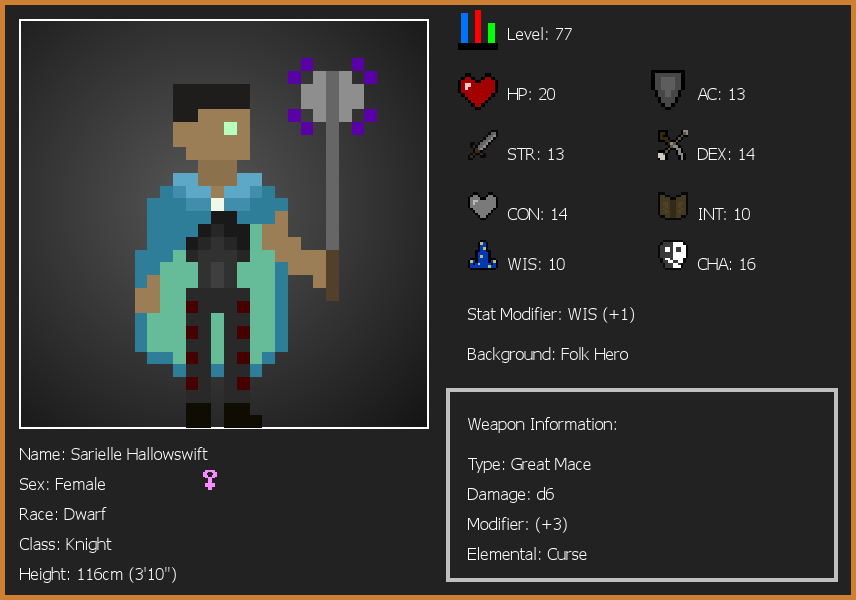 Level: 77
HP: 20
AC: 13
STR: 13
DEX: 14
CON: 14
INT: 10
WIS: 10
CHA: 16
Stat Modifier: WIS (+1)
Background: Folk Hero
Weapon Information:
Type: Great Mace
Damage: d6
Modifier: (+3)
Elemental: Curse
Name: Sarielle Hallowswift
Sex: Female
Race: Dwarf
Class: Knight
Height: 116cm (3'10")